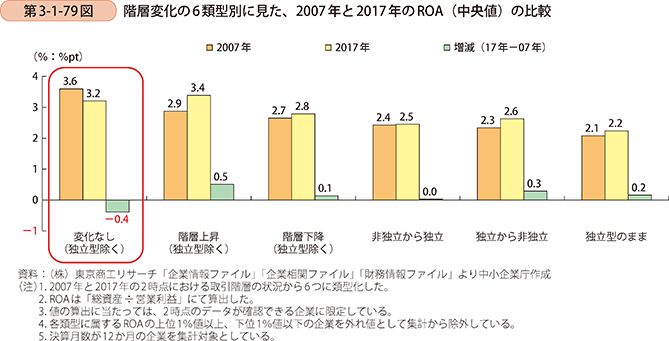 第3-1-79図 階層変化の6類型別に見た、2007年と2017年のROA（中央値）の比較
（%：%pt）
2007年 2017年 増減（17年－07年）
4
3
2
1
0
－1
3.6 3.2 －0.4
2.9 3.4 0.5
2.7 2.8 0.1
2.4 2.5 0.0
2.3 2.6 0.3
2.1 2.2 0.2
変化なし
（独立型除く）
階層上昇
（独立型除く）
階層下降
（独立型除く）
非独立から独立
独立から非独立
独立型のまま
資料：（株）東京商工リサーチ「企業情報ファイル」「企業相関ファイル」「財務情報ファイル」より中小企業庁作成
（注）1. 2007年と2017年の2時点における取引階層の状況から6つに類型化した。
2. ROAは「総資産÷営業利益」にて算出した。
3. 値の算出に当たっては、2時点のデータが確認できる企業に限定している。
4. 各類型に属するROAの上位1％値以上、下位1％値以下の企業を外れ値として集計から除外している。
5. 決算月数が12か月の企業を集計対象としている。